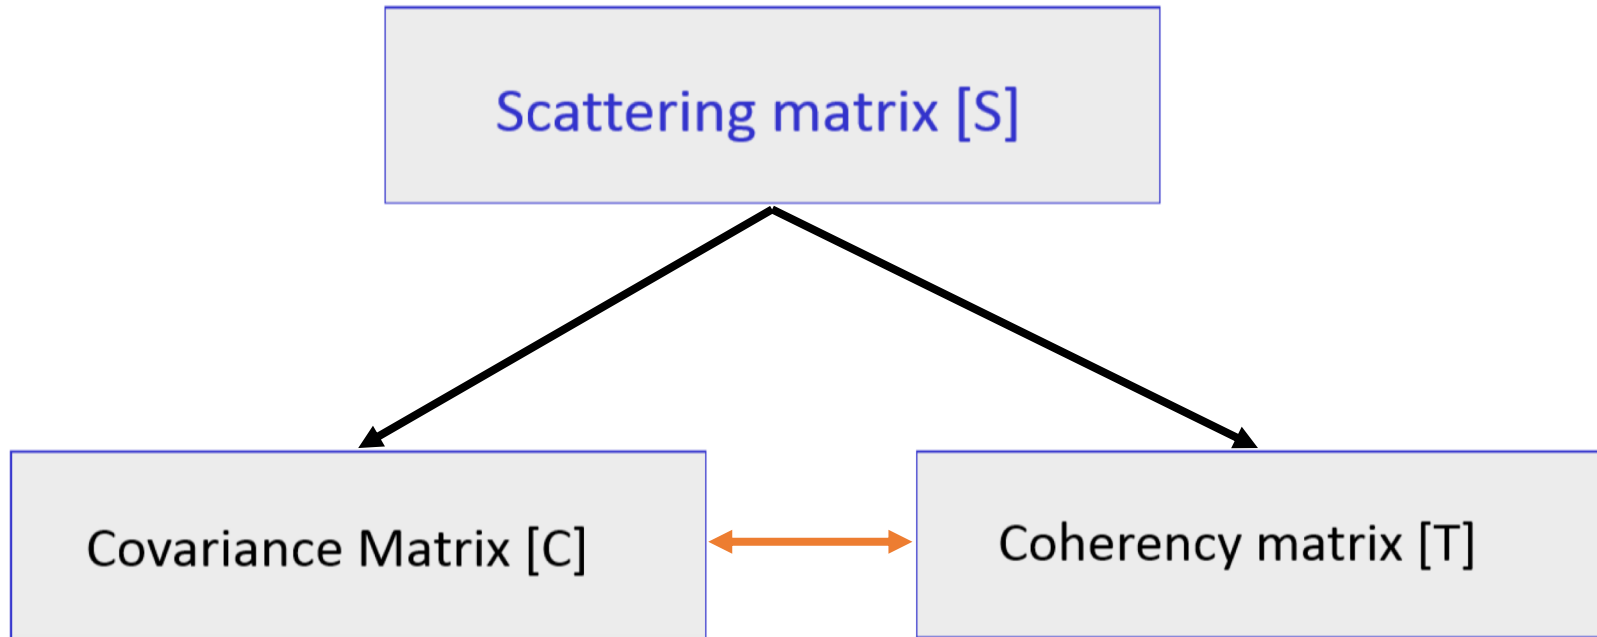 Scattering matrix [S]
Covariance Matrix [C]
Coherency matrix [T]